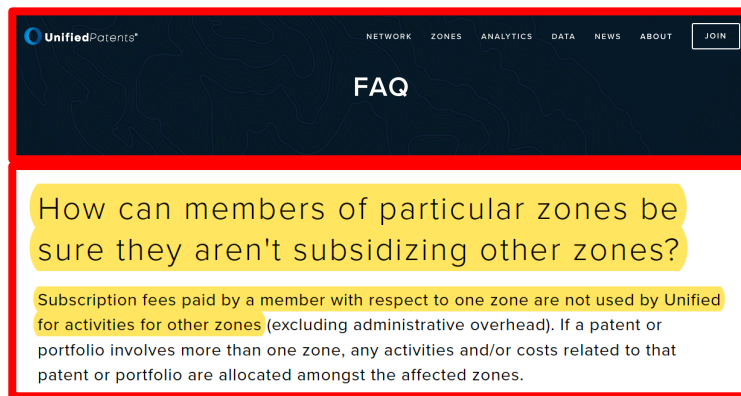 UnifiedPatents®
NETWORK ZONES ANALYTICS DATA NEWS ABOUT JOIN
FAQ
How can members of particular zones be
sure they aren't subsidizing other zones?
Subscription fees paid by a member with respect to one zone are not used by Unified
for activities for other zones (excluding administrative overhead). If a patent or
portfolio involves more than one zone, any activities and/or costs related to that
patent or portfolio are allocated amongst the affected zones.